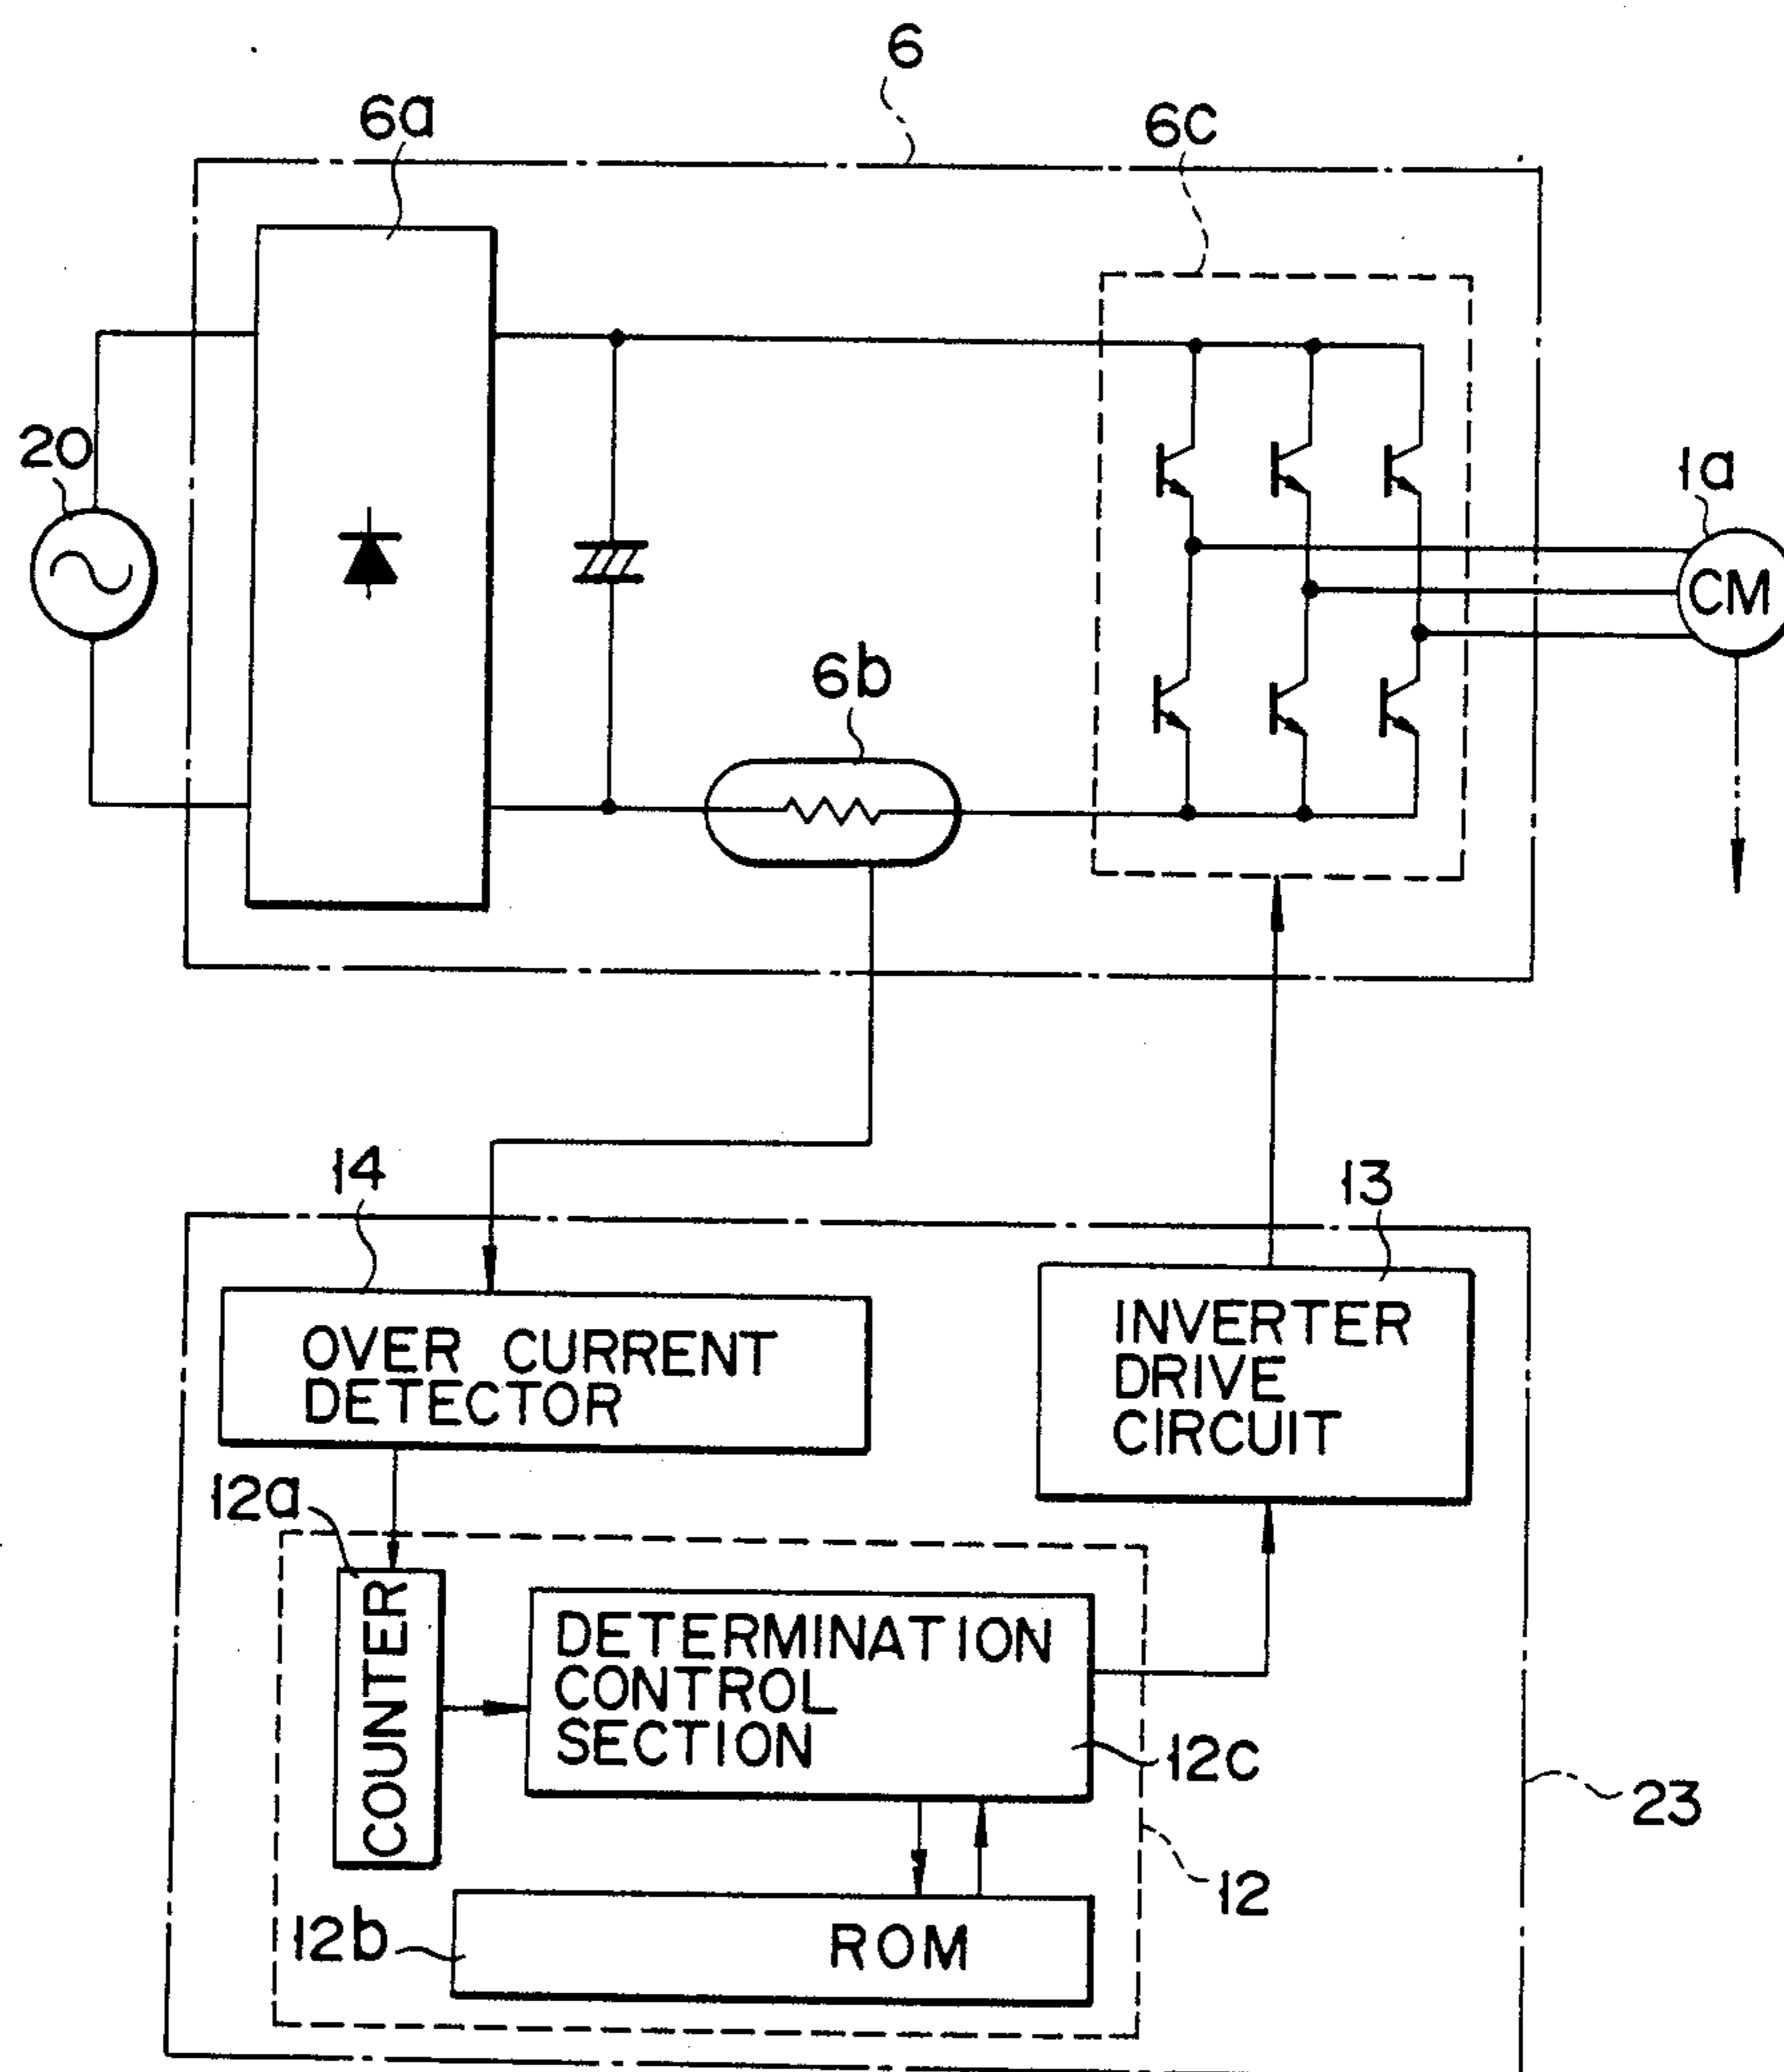 6
6a
6c
20
1a
CM
6b
14
13
OVER CURRENT
DETECTOR
INVERTER
DRIVE
CIRCUIT
12a
COUNTER
DETERMINATION
CONTROL
SECTION
12c
23
12
12b
ROM